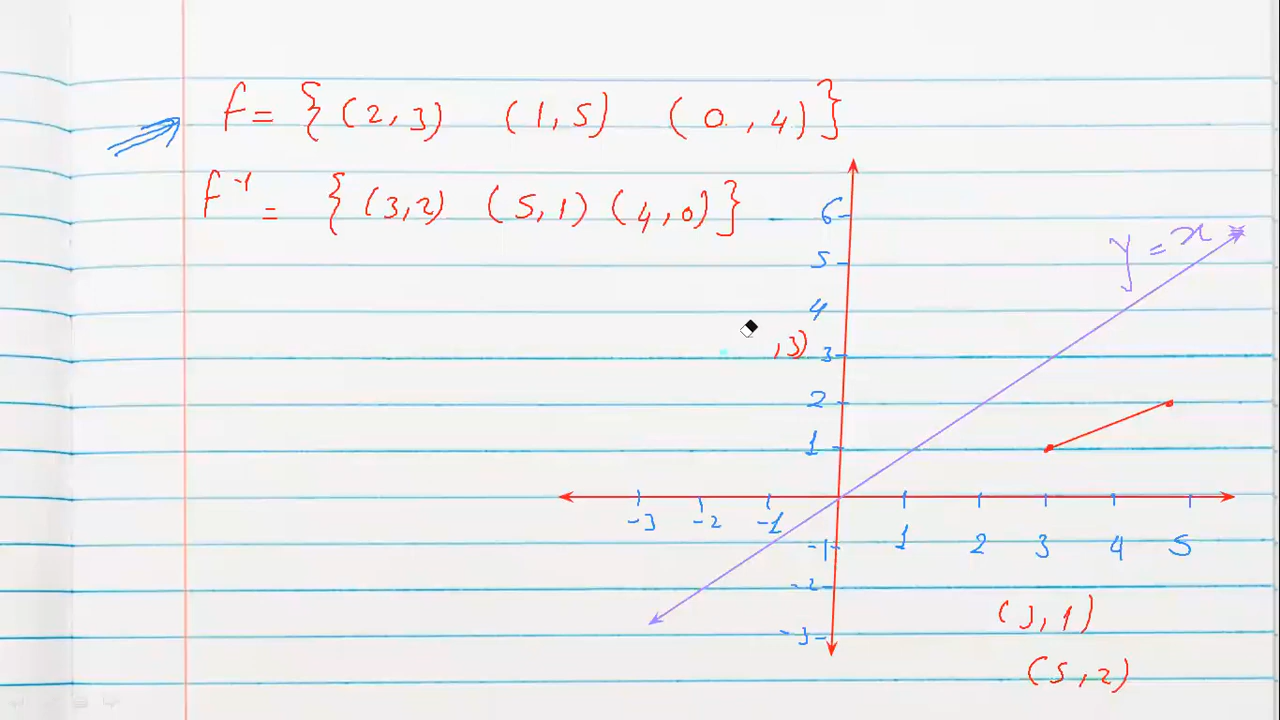 f = { (2,3) (1,5) (0,4) }
f⁻¹ = { (3,2) (5,1) (4,0) }
6
y = x
5
4
,3) 3
2
1
-3 -2 -1 1 2 3 4 5
-1
-2
(3,1)
-3
(5,2)